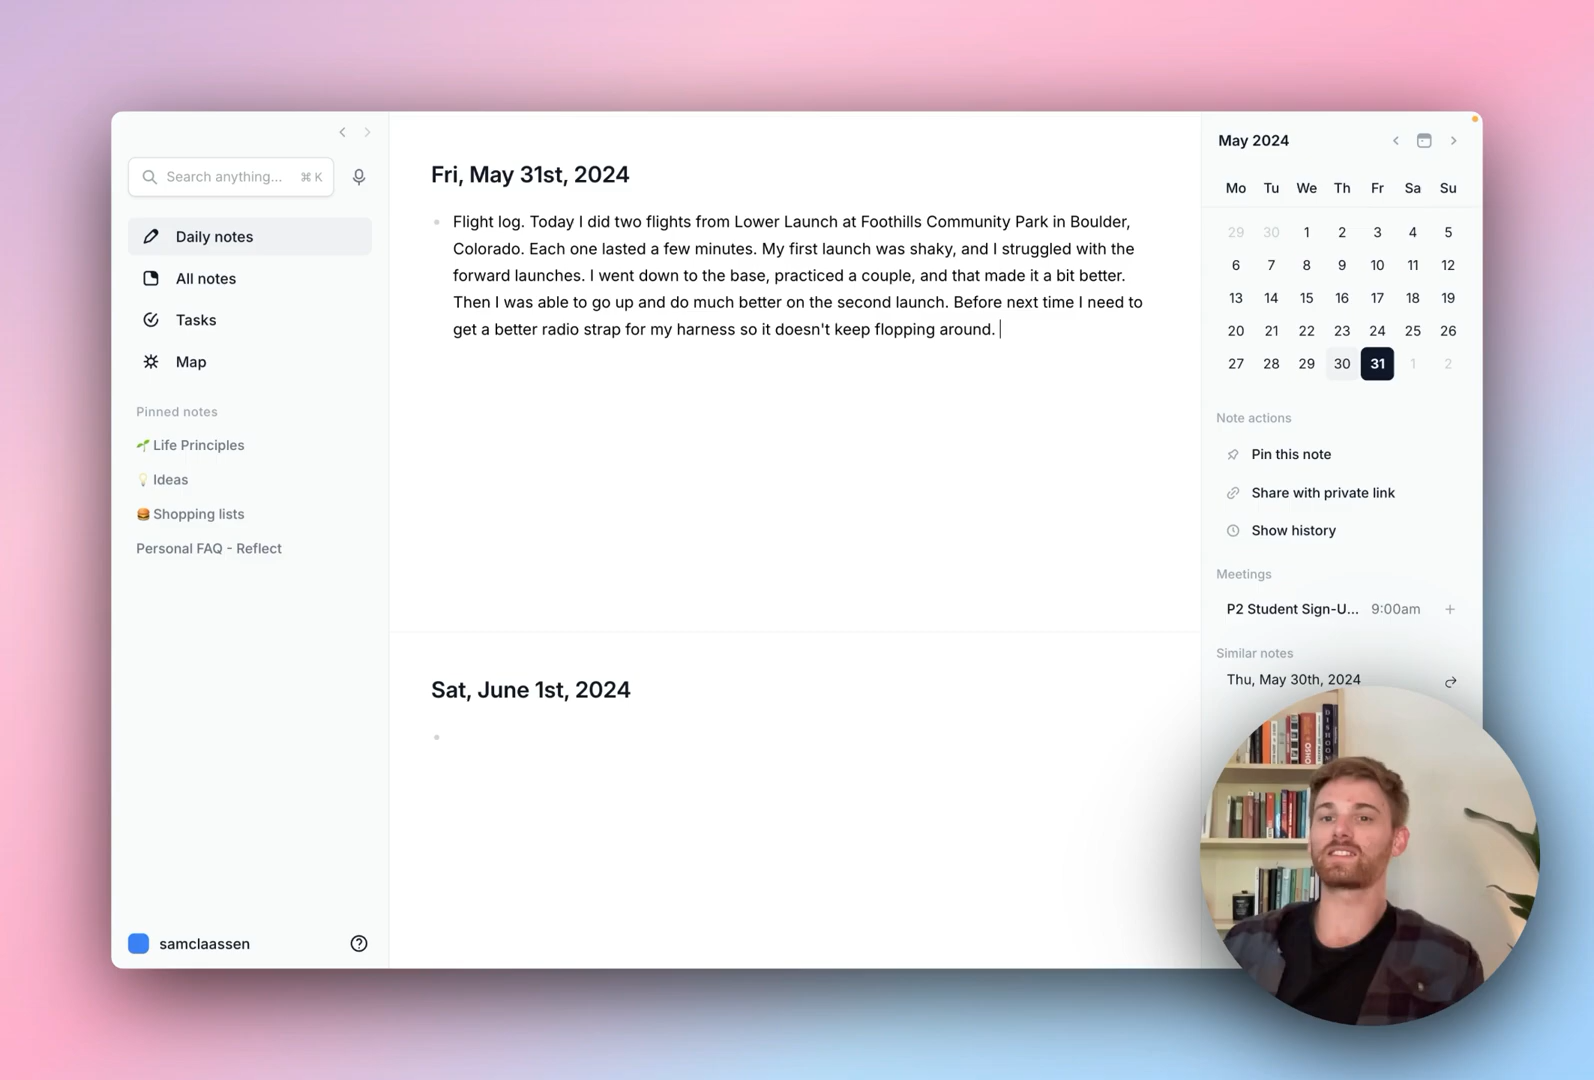 Search anything... ⌘ K
Daily notes
All notes
Tasks
Map
Pinned notes
🌱 Life Principles
💡 Ideas
🍔 Shopping lists
Personal FAQ - Reflect
samclaassen
Fri, May 31st, 2024
Flight log. Today I did two flights from Lower Launch at Foothills Community Park in Boulder,
Colorado. Each one lasted a few minutes. My first launch was shaky, and I struggled with the
forward launches. I went down to the base, practiced a couple, and that made it a bit better.
Then I was able to go up and do much better on the second launch. Before next time I need to
get a better radio strap for my harness so it doesn't keep flopping around.
Sat, June 1st, 2024
May 2024
Mo Tu We Th Fr Sa Su
29 30 1 2 3 4 5
6 7 8 9 10 11 12
13 14 15 16 17 18 19
20 21 22 23 24 25 26
27 28 29 30 31 1 2
Note actions
Pin this note
Share with private link
Show history
Meetings
P2 Student Sign-U... 9:00am +
Similar notes
Thu, May 30th, 2024
DISHOOM